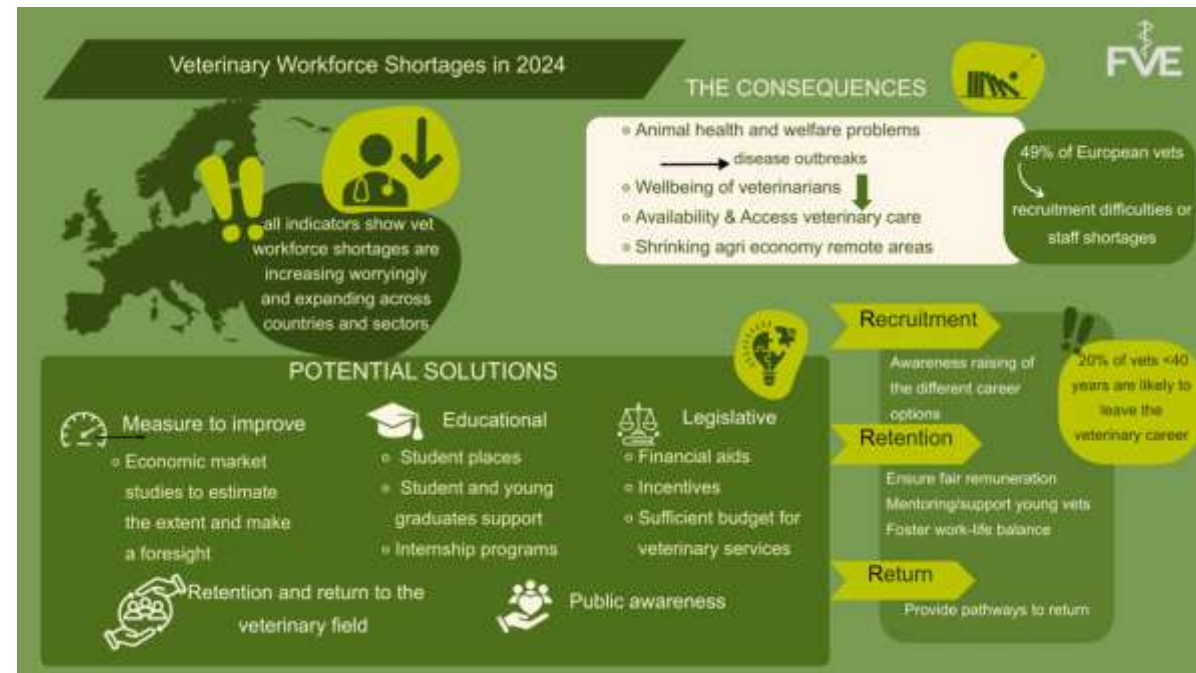 Veterinary Workforce Shortages in 2024
FVE
all indicators show vet
workforce shortages are
increasing worryingly
and expanding across
countries and sectors
THE CONSEQUENCES
Animal health and welfare problems
disease outbreaks
Wellbeing of veterinarians
Availability & Access veterinary care
Shrinking agri economy remote areas
49% of European vets
recruitment difficulties or
staff shortages
POTENTIAL SOLUTIONS
Measure to improve
Economic market
studies to estimate
the extent and make
a foresight
Educational
Student places
Student and young
graduates support
Internship programs
Legislative
Financial aids
Incentives
Sufficient budget for
veterinary services
Retention and return to the
veterinary field
Public awareness
Recruitment
Awareness raising of
the different career
options
Retention
Ensure fair remuneration
Mentoring/support young vets
Foster work-life balance
Return
Provide pathways to return
20% of vets <40
years are likely to
leave the
veterinary career